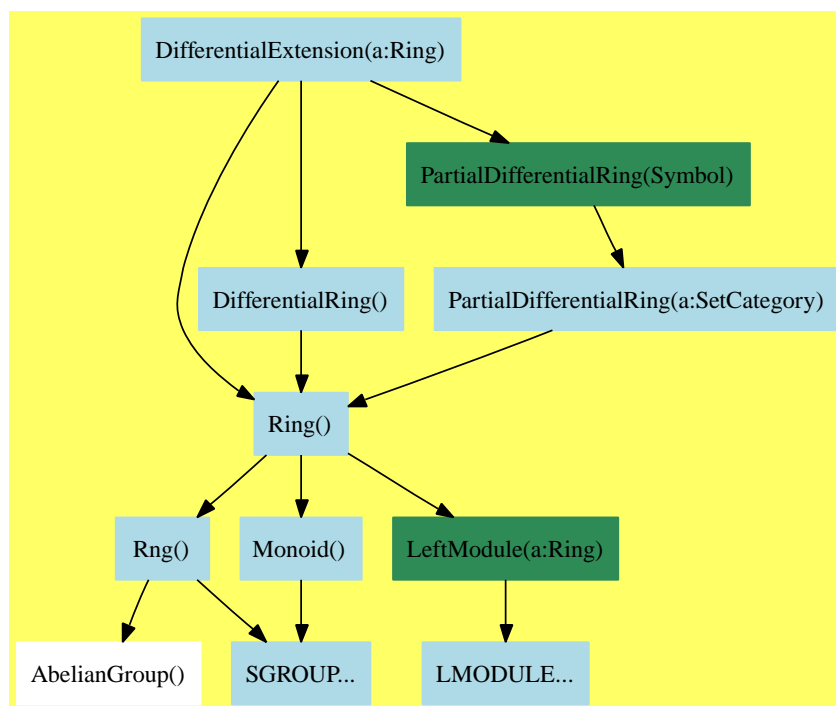 DifferentialExtension(a:Ring)
PartialDifferentialRing(Symbol)
DifferentialRing()
PartialDifferentialRing(a:SetCategory)
Ring()
Rng()
Monoid()
LeftModule(a:Ring)
AbelianGroup()
SGROUP...
LMODULE...